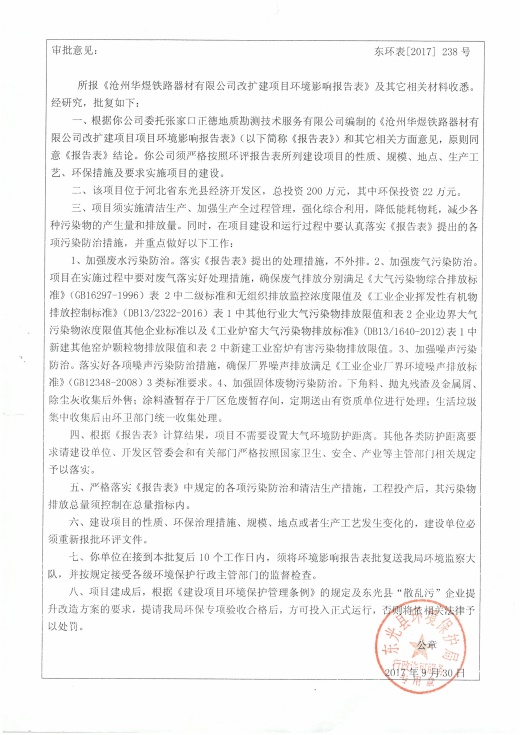 审批意见：
东环表[2017] 238 号
所报《沧州华煜铁路器材有限公司改扩建项目环境影响报告表》及其它相关材料收悉。
经研究，批复如下：
一、根据你公司委托张家口正德地质勘测技术服务有限公司编制的《沧州华煜铁路器材有
限公司改扩建项目项目环境影响报告表》（以下简称《报告表》）和其它相关方面意见，原则同
意《报告表》结论。你公司须严格按照环评报告表所列建设项目的性质、规模、地点、生产工
艺、环保措施及要求实施项目的建设。
二、该项目位于河北省东光县经济开发区，总投资 200 万元，其中环保投资 22 万元。
三、项目须实施清洁生产、加强生产全过程管理，强化综合利用，降低能耗物耗，减少各
种污染物的产生量和排放量。同时，在项目建设和运行过程中要认真落实《报告表》提出的各
项污染防治措施，并重点做好以下工作：
1、加强废水污染防治。落实《报告表》提出的处理措施，不外排。2、加强废气污染防治。
项目在实施过程中要对废气落实好处理措施，确保废气排放分别满足《大气污染物综合排放标
准》（GB16297-1996）表 2 中二级标准和无组织排放监控浓度限值及《工业企业挥发性有机物
排放控制标准》（DB13/2322-2016）表 1 中其他行业大气污染物排放限值和表 2 企业边界大气
污染物浓度限值其他企业标准以及《工业炉窑大气污染物排放标准》(DB13/1640-2012)表 1 中
新建其他窑炉颗粒物排放限值和表 2 中新建工业窑炉有害污染物排放限值。3、加强噪声污染
防治。落实好各项噪声污染防治措施，确保厂界噪声排放满足《工业企业厂界环境噪声排放标
准》（GB12348-2008）3 类标准要求。4、加强固体废物污染防治。下角料、抛丸残渣及金属屑、
除尘灰收集后外售；涂料渣暂存于厂区危废暂存间，定期送由有资质单位进行处理；生活垃圾
集中收集后由环卫部门统一收集处理。
四、根据《报告表》计算结果，项目不需要设置大气环境防护距离。其他各类防护距离要
求请建设单位、开发区管委会和有关部门严格按照国家卫生、安全、产业等主管部门相关规定
予以落实。
五、严格落实《报告表》中规定的各项污染防治和清洁生产措施，工程投产后，其污染物
排放总量须控制在总量指标内。
六、建设项目的性质、环保治理措施、规模、地点或者生产工艺发生变化的，建设单位必
须重新报批环评文件。
七、你单位在接到本批复后 10 个工作日内，须将环境影响报告表批复送我局环境监察大
队，并按规定接受各级环境保护行政主管部门的监督检查。
八、项目建成后，根据《建设项目环境保护管理条例》的规定及东光县“散乱污”企业提
升改造方案的要求，提请我局环保专项验收合格后，方可投入正式运行，否则将依相关法律予
以处罚。
东光县环境保护局
公章
行政许可专用章
2017 年 9 月 30 日